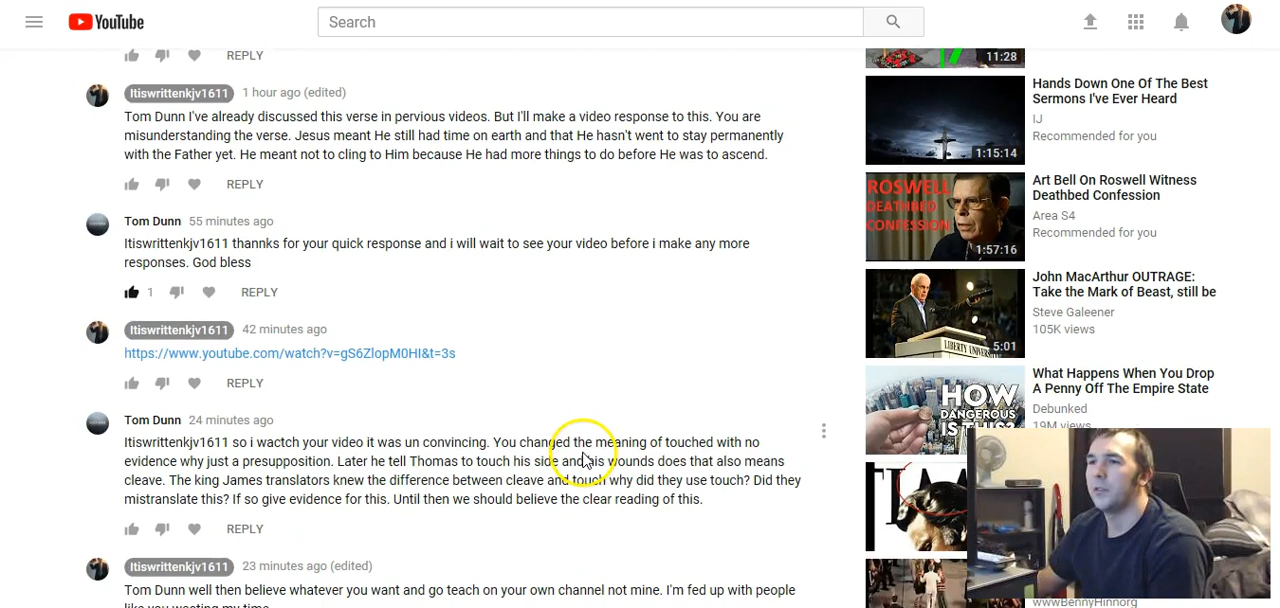 YouTube
Search
REPLY
11:28
Itiswrittenkjv1611 1 hour ago (edited)
Tom Dunn I've already discussed this verse in pervious videos. But I'll make a video response to this. You are
misunderstanding the verse. Jesus meant He still had time on earth and that He hasn't went to stay permanently
with the Father yet. He meant not to cling to Him because He had more things to do before He was to ascend.
REPLY
Tom Dunn 55 minutes ago
Itiswrittenkjv1611 thannks for your quick response and i will wait to see your video before i make any more
responses. God bless
1 REPLY
Itiswrittenkjv1611 42 minutes ago
https://www.youtube.com/watch?v=gS6ZlopM0HI&t=3s
REPLY
Tom Dunn 24 minutes ago
Itiswrittenkjv1611 so i wactch your video it was un convincing. You changed the meaning of touched with no
evidence why just a presupposition. Later he tell Thomas to touch his side and his wounds does that also means
cleave. The king James translators knew the difference between cleave and touch why did they use touch? Did they
mistranslate this? If so give evidence for this. Until then we should believe the clear reading of this.
REPLY
Itiswrittenkjv1611 23 minutes ago (edited)
Tom Dunn well then believe whatever you want and go teach on your own channel not mine. I'm fed up with people
like you wasting my time
1:15:14
Hands Down One Of The Best
Sermons I've Ever Heard
IJ
Recommended for you
ROSWELL
DEATHBED
CONFESSION
1:57:16
Art Bell On Roswell Witness
Deathbed Confession
Area S4
Recommended for you
LIBERTY UNIVER
5:01
John MacArthur OUTRAGE:
Take the Mark of Beast, still be
Steve Galeener
105K views
HOW
DANGEROUS
IS THIS?
What Happens When You Drop
A Penny Off The Empire State
Debunked
19M views
wwwBennyHinnorg